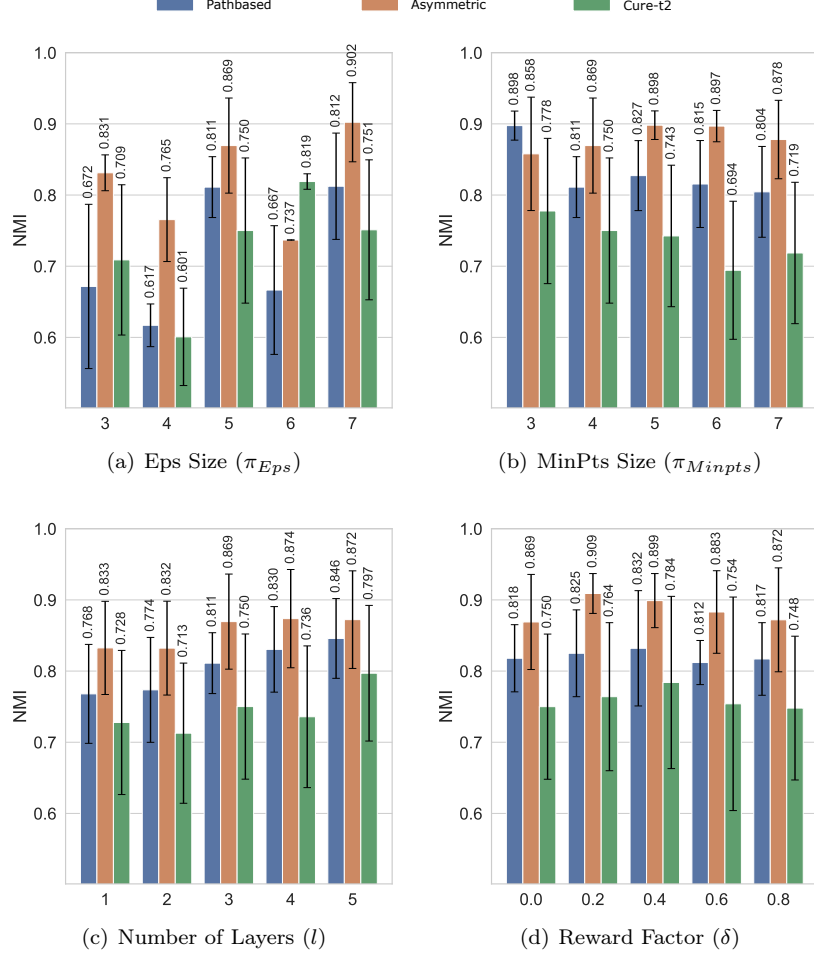 Pathbased Asymmetric Cure-t2
1.0
0.9
0.8
0.7
0.6
NMI
0.672 0.831 0.709 0.617 0.765 0.601 0.811 0.869 0.750 0.667 0.737 0.819 0.812 0.902 0.751
3 4 5 6 7
(a) Eps Size (π_Eps)
1.0
0.9
0.8
0.7
0.6
NMI
0.898 0.858 0.778 0.811 0.869 0.750 0.827 0.898 0.743 0.815 0.897 0.694 0.804 0.878 0.719
3 4 5 6 7
(b) MinPts Size (π_Minpts)
1.0
0.9
0.8
0.7
0.6
NMI
0.768 0.833 0.728 0.774 0.832 0.713 0.811 0.869 0.750 0.830 0.874 0.736 0.846 0.872 0.797
1 2 3 4 5
(c) Number of Layers (l)
1.0
0.9
0.8
0.7
0.6
NMI
0.818 0.869 0.750 0.825 0.909 0.764 0.832 0.899 0.784 0.812 0.883 0.754 0.817 0.872 0.748
0.0 0.2 0.4 0.6 0.8
(d) Reward Factor (δ)